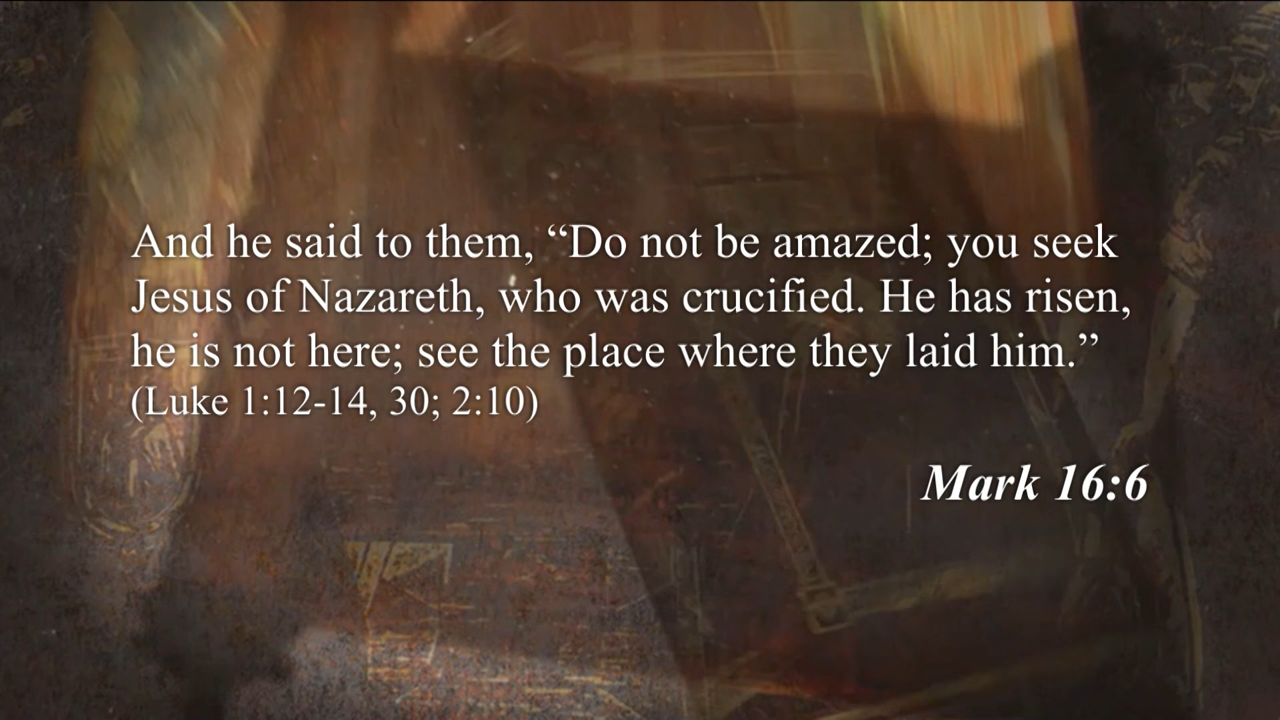 And he said to them, “Do not be amazed; you seek
Jesus of Nazareth, who was crucified. He has risen,
he is not here; see the place where they laid him.”
(Luke 1:12-14, 30; 2:10)
Mark 16:6